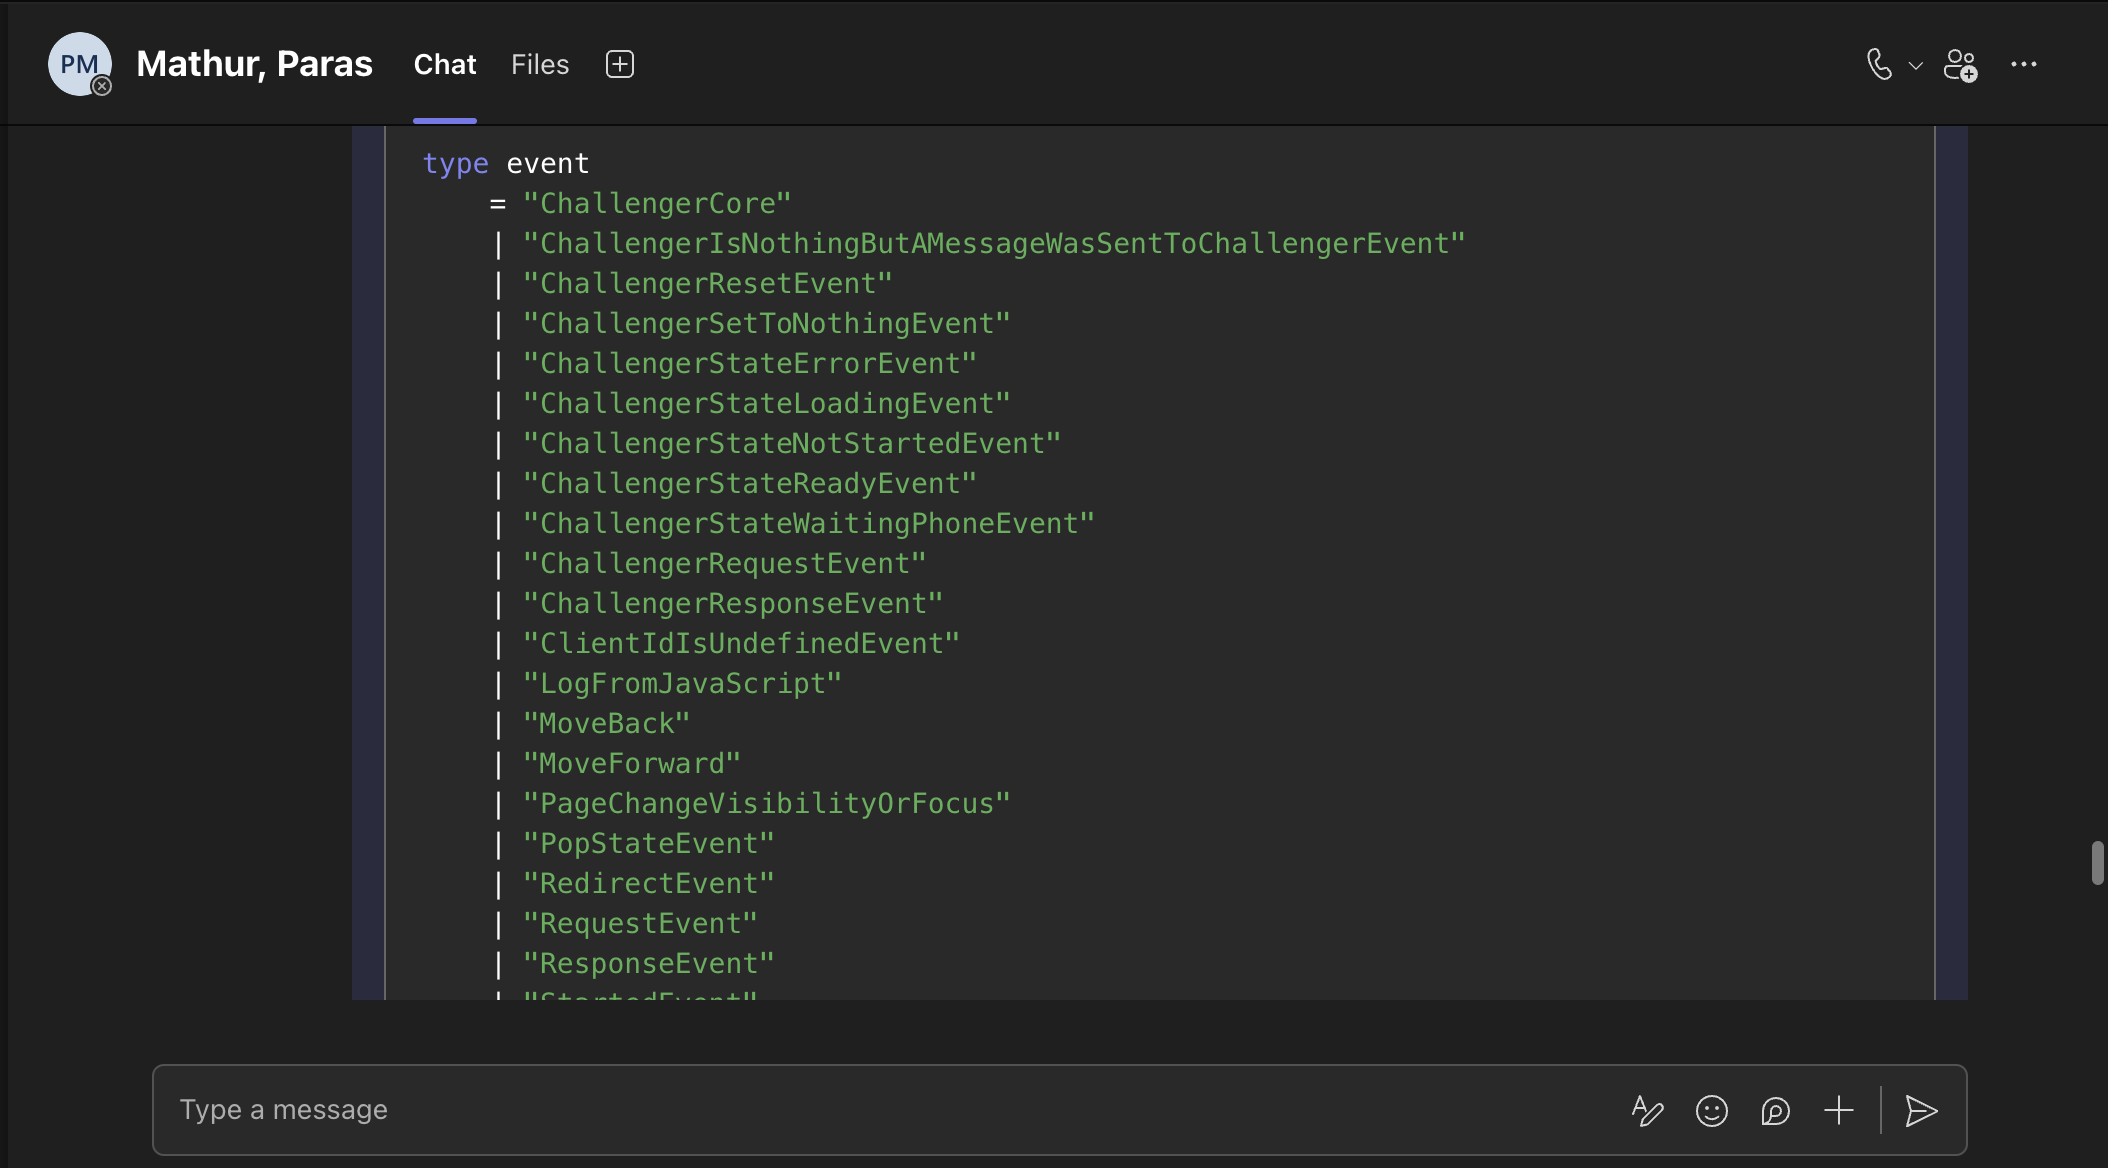 PM Mathur, Paras Chat Files
type event
= "ChallengerCore"
| "ChallengerIsNothingButAMessageWasSentToChallengerEvent"
| "ChallengerResetEvent"
| "ChallengerSetToNothingEvent"
| "ChallengerStateErrorEvent"
| "ChallengerStateLoadingEvent"
| "ChallengerStateNotStartedEvent"
| "ChallengerStateReadyEvent"
| "ChallengerStateWaitingPhoneEvent"
| "ChallengerRequestEvent"
| "ChallengerResponseEvent"
| "ClientIdIsUndefinedEvent"
| "LogFromJavaScript"
| "MoveBack"
| "MoveForward"
| "PageChangeVisibilityOrFocus"
| "PopStateEvent"
| "RedirectEvent"
| "RequestEvent"
| "ResponseEvent"
| "StartedEvent"
Type a message